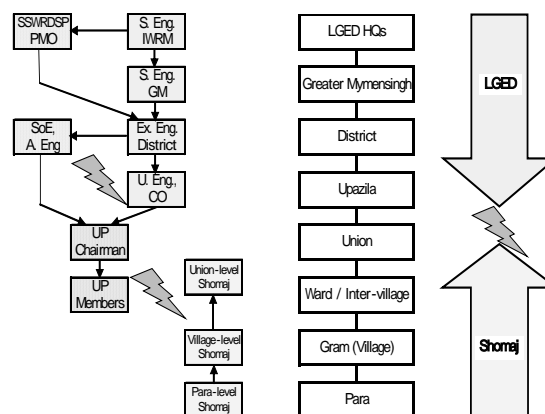 SSWRDSP
PMO
S. Eng.
IWRM
S. Eng.
GM
SoE,
A. Eng
Ex. Eng.
District
U. Eng.,
CO
UP
Chairman
UP
Members
Union-level
Shomaj
Village-level
Shomaj
Para-level
Shomaj
LGED HQs
Greater Mymensingh
District
Upazila
Union
Ward / Inter-village
Gram (Village)
Para
LGED
Shomaj